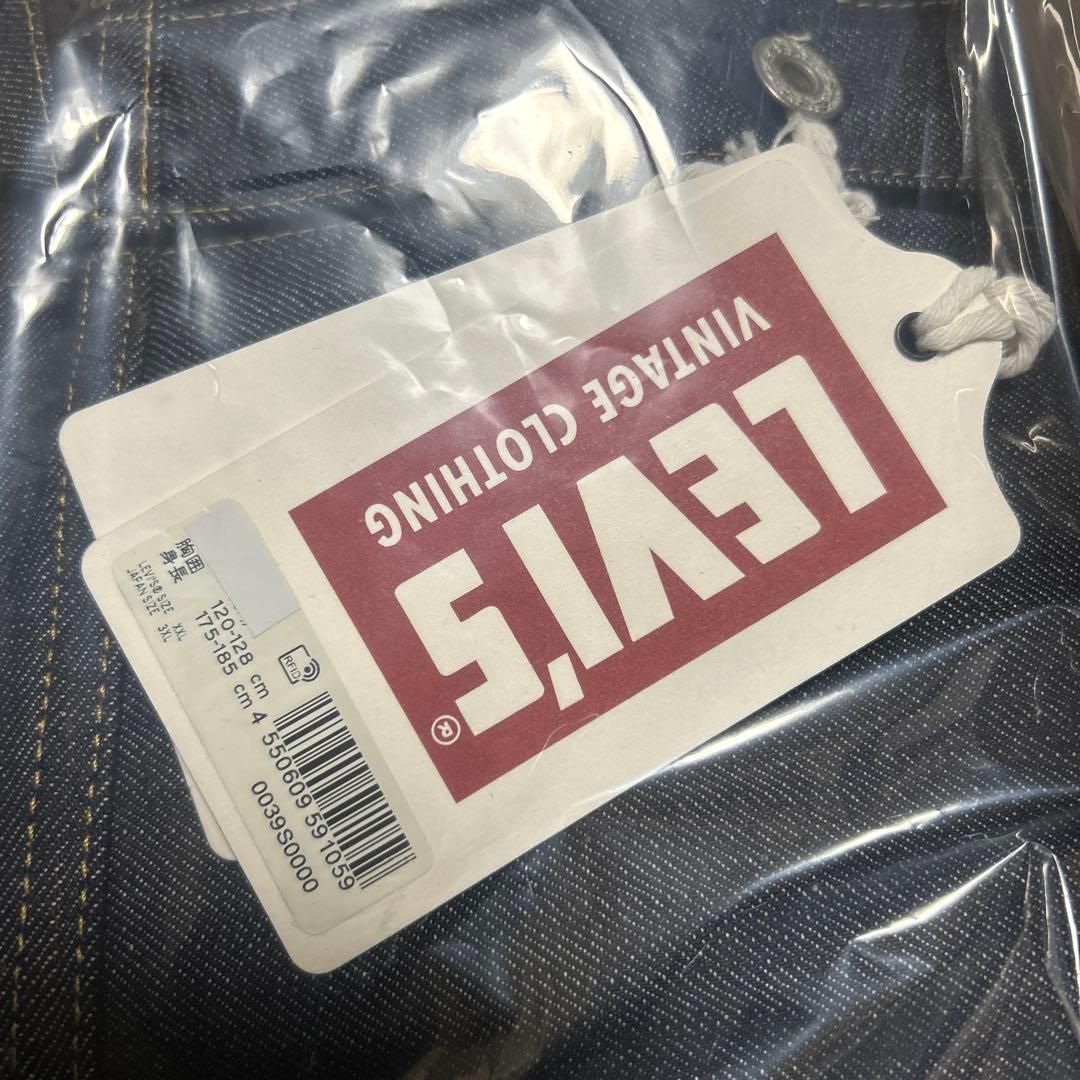 LEVI'S
®
VINTAGE CLOTHING
胸囲 120-128 cm
身長 175-185 cm
LEVI'S® SIZE XXL
JAPAN SIZE 3XL
RFID
4 550609 591059
0039S0000